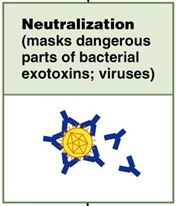 Neutralization
(masks dangerous
parts of bacterial
exotoxins; viruses)